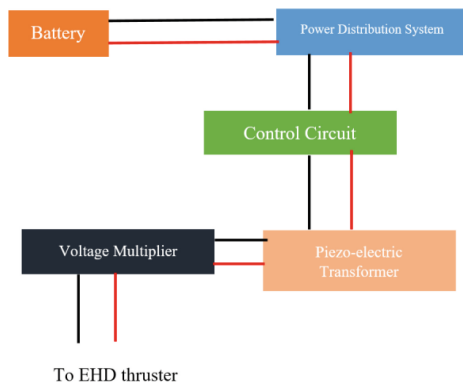 Battery
Power Distribution System
Control Circuit
Voltage Multiplier
Piezo-electric
Transformer
To EHD thruster